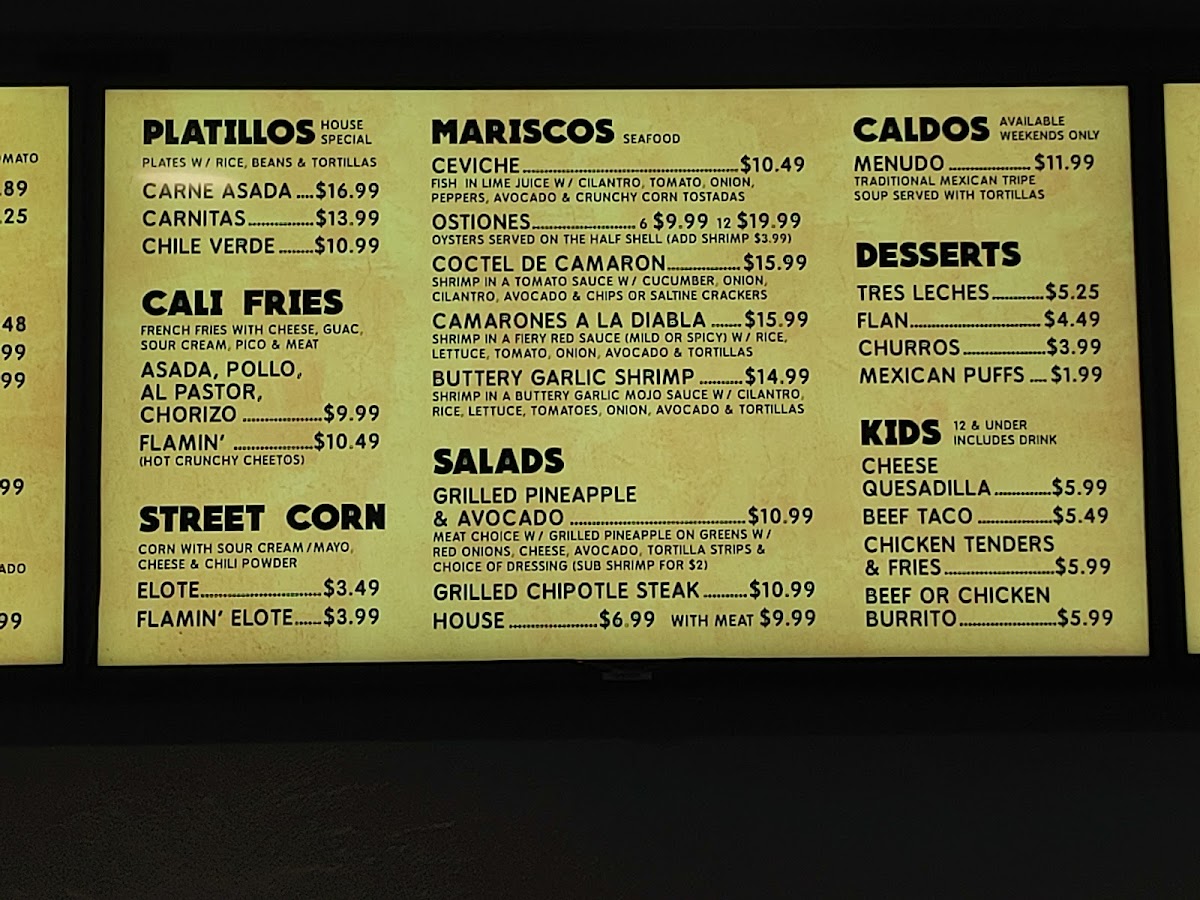 OMATO
.89
.25
48
99
99
99
ADO
99
PLATILLOS HOUSE SPECIAL
PLATES W/ RICE, BEANS & TORTILLAS
CARNE ASADA....$16.99
CARNITAS............$13.99
CHILE VERDE........$10.99
CALI FRIES
FRENCH FRIES WITH CHEESE, GUAC,
SOUR CREAM, PICO & MEAT
ASADA, POLLO,
AL PASTOR,
CHORIZO................$9.99
FLAMIN'................$10.49
(HOT CRUNCHY CHEETOS)
STREET CORN
CORN WITH SOUR CREAM/MAYO,
CHEESE & CHILI POWDER
ELOTE........................$3.49
FLAMIN' ELOTE......$3.99
MARISCOS SEAFOOD
CEVICHE...........................................$10.49
FISH IN LIME JUICE W/ CILANTRO, TOMATO, ONION,
PEPPERS, AVOCADO & CRUNCHY CORN TOSTADAS
OSTIONES....................6 $9.99 12 $19.99
OYSTERS SERVED ON THE HALF SHELL (ADD SHRIMP $3.99)
COCTEL DE CAMARON..............$15.99
SHRIMP IN A TOMATO SAUCE W/ CUCUMBER, ONION,
CILANTRO, AVOCADO & CHIPS OR SALTINE CRACKERS
CAMARONES A LA DIABLA.......$15.99
SHRIMP IN A FIERY RED SAUCE (MILD OR SPICY) W/ RICE,
LETTUCE, TOMATO, ONION, AVOCADO & TORTILLAS
BUTTERY GARLIC SHRIMP.........$14.99
SHRIMP IN A BUTTERY GARLIC MOJO SAUCE W/ CILANTRO,
RICE, LETTUCE, TOMATOES, ONION, AVOCADO & TORTILLAS
SALADS
GRILLED PINEAPPLE
& AVOCADO...................................$10.99
MEAT CHOICE W/ GRILLED PINEAPPLE ON GREENS W/
RED ONIONS, CHEESE, AVOCADO, TORTILLA STRIPS &
CHOICE OF DRESSING (SUB SHRIMP FOR $2)
GRILLED CHIPOTLE STEAK.........$10.99
HOUSE..................$6.99 WITH MEAT $9.99
CALDOS AVAILABLE WEEKENDS ONLY
MENUDO................$11.99
TRADITIONAL MEXICAN TRIPE
SOUP SERVED WITH TORTILLAS
DESSERTS
TRES LECHES..........$5.25
FLAN..........................$4.49
CHURROS................$3.99
MEXICAN PUFFS....$1.99
KIDS 12 & UNDER INCLUDES DRINK
CHEESE
QUESADILLA...........$5.99
BEEF TACO..............$5.49
CHICKEN TENDERS
& FRIES.....................$5.99
BEEF OR CHICKEN
BURRITO...................$5.99